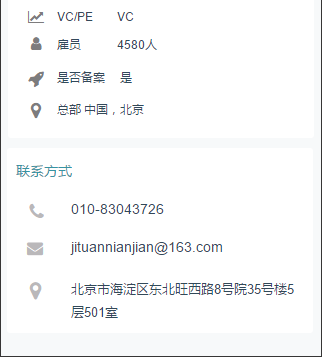 VC/PE VC
雇员 4580人
是否备案 是
总部 中国，北京
联系方式
010-83043726
jituannianjian@163.com
北京市海淀区东北旺西路8号院35号楼5
层501室